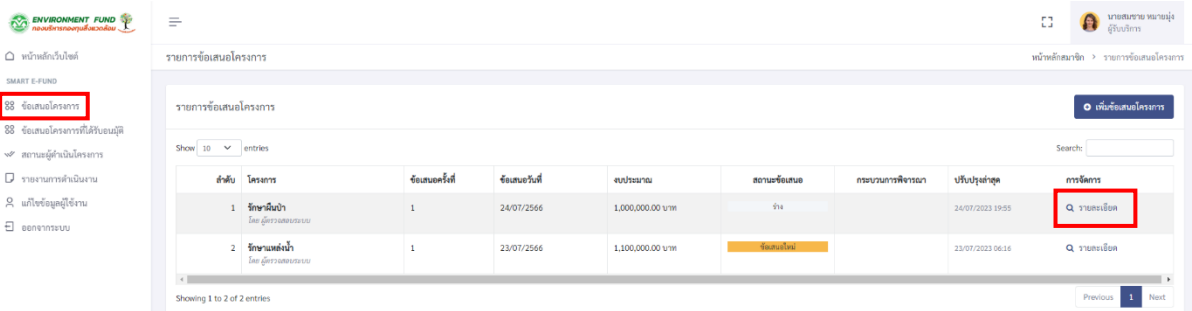 ENVIRONMENT FUND
กองบริหารกองทุนสิ่งแวดล้อม
นายสมชาย หมายมุ่ง
ผู้รับบริการ
หน้าหลักเว็บไซต์
รายการข้อเสนอโครงการ
หน้าหลักสมาชิก > รายการข้อเสนอโครงการ
SMART E-FUND
ข้อเสนอโครงการ
ข้อเสนอโครงการที่ได้รับอนุมัติ
สถานะผู้ดำเนินโครงการ
รายงานการดำเนินงาน
แก้ไขข้อมูลผู้ใช้งาน
ออกจากระบบ
รายการข้อเสนอโครงการ
เพิ่มข้อเสนอโครงการ
Show 10 entries
Search:
ลำดับ โครงการ ข้อเสนอครั้งที่ ข้อเสนอวันที่ งบประมาณ สถานะข้อเสนอ กระบวนการพิจารณา ปรับปรุงล่าสุด การจัดการ
1 รักษาผืนป่า 1 24/07/2566 1,000,000.00 บาท ร่าง 24/07/2023 19:55 รายละเอียด
โดย ผู้ตรวจสอบระบบ
2 รักษาแหล่งน้ำ 1 23/07/2566 1,100,000.00 บาท ข้อเสนอใหม่ 23/07/2023 06:16 รายละเอียด
โดย ผู้ตรวจสอบระบบ
Showing 1 to 2 of 2 entries
Previous 1 Next